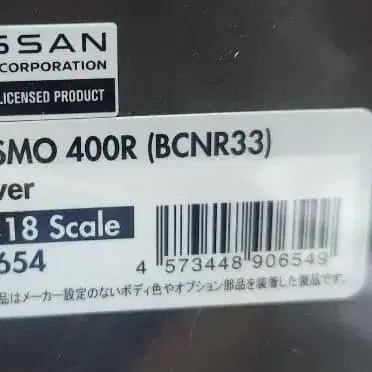 SSAN
CORPORATION
LICENSED PRODUCT
SMO 400R (BCNR33)
ver
18 Scale
654
4 573448 906549
品はメーカー設定のないボディ色やオプション部品を装着した製品です。